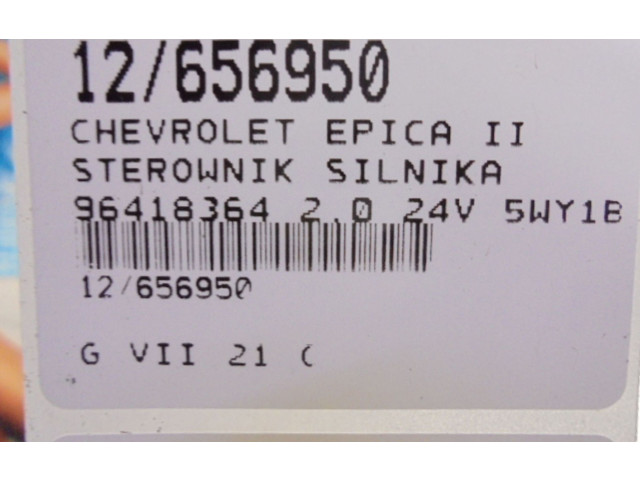 12/656950
CHEVROLET EPICA II
STEROWNIK SILNIKA
96418364 2.0 24V 5WY1B
12/656950
G VII 21 C